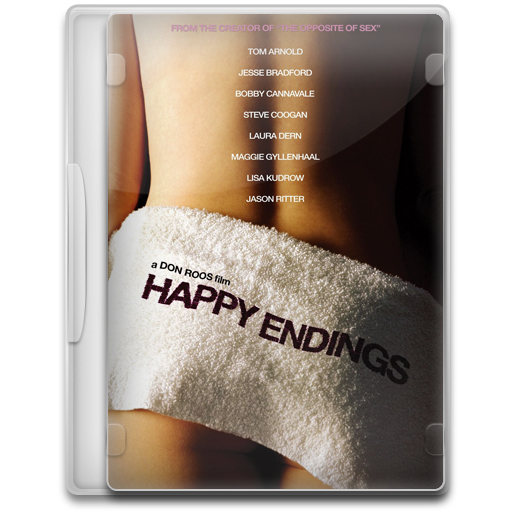 FROM THE CREATOR OF "THE OPPOSITE OF SEX"
TOM ARNOLD
JESSE BRADFORD
BOBBY CANNAVALE
STEVE COOGAN
LAURA DERN
MAGGIE GYLLENHAAL
LISA KUDROW
JASON RITTER
a DON ROOS film
HAPPY ENDINGS